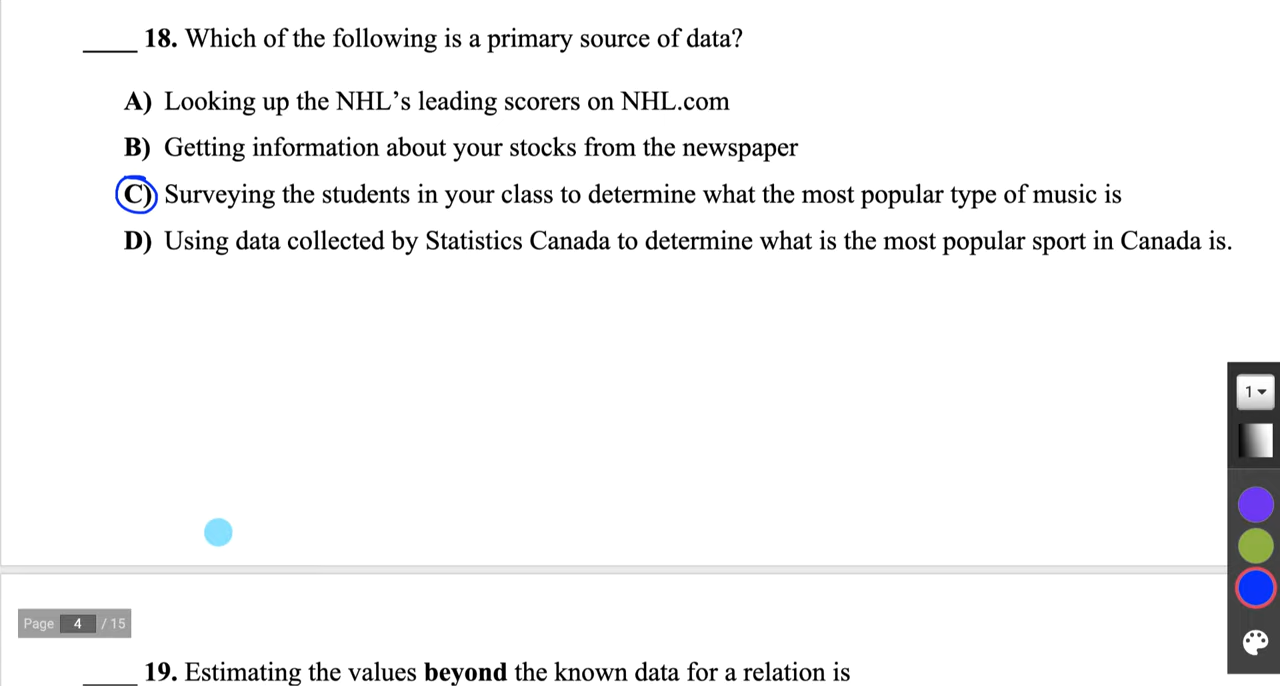 ____ 18. Which of the following is a primary source of data?
A) Looking up the NHL’s leading scorers on NHL.com
B) Getting information about your stocks from the newspaper
C) Surveying the students in your class to determine what the most popular type of music is
D) Using data collected by Statistics Canada to determine what is the most popular sport in Canada is.
1
Page 4 / 15
____ 19. Estimating the values beyond the known data for a relation is